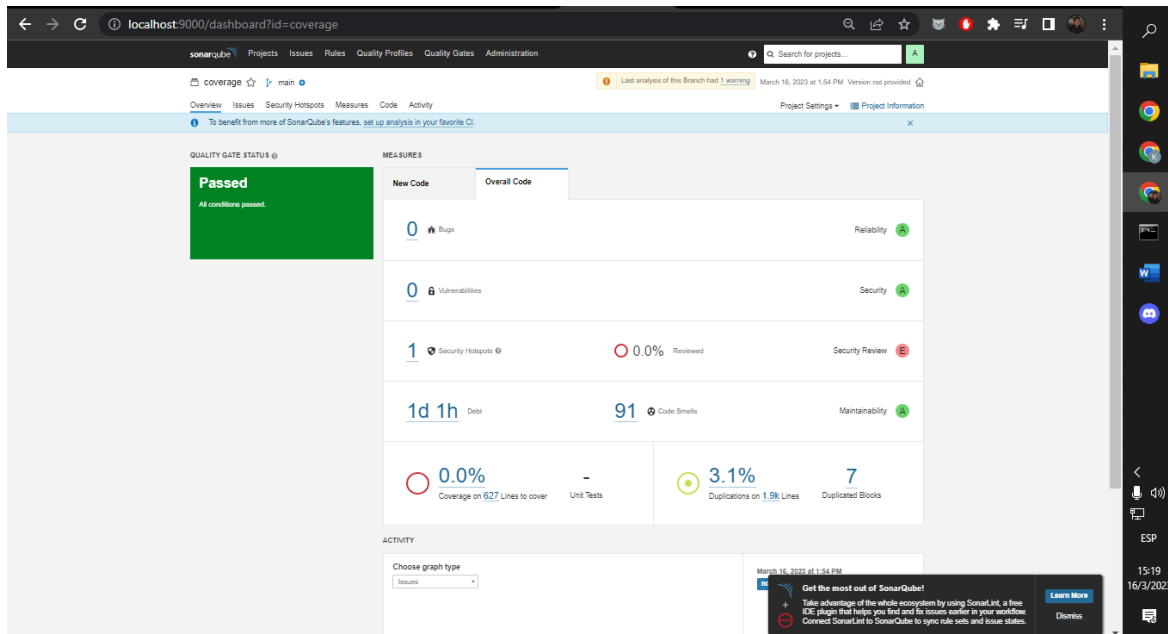 localhost:9000/dashboard?id=coverage
sonarqube Projects Issues Rules Quality Profiles Quality Gates Administration Search for projects... A
coverage main Last analysis of this Branch had 1 warning March 16, 2023 at 1:54 PM Version not provided
Overview Issues Security Hotspots Measures Code Activity Project Settings Project Information
To benefit from more of SonarQube's features, set up analysis in your favorite CI.
QUALITY GATE STATUS
MEASURES
Passed
All conditions passed.
New Code Overall Code
0 Bugs Reliability A
0 Vulnerabilities Security A
1 Security Hotspots 0.0% Reviewed Security Review E
1d 1h Debt 91 Code Smells Maintainability A
0.0% - 3.1% 7
Coverage on 627 Lines to cover Unit Tests Duplications on 1.9k Lines Duplicated Blocks
ACTIVITY
Choose graph type
Issues
March 16, 2023 at 1:54 PM
Get the most out of SonarQube!
Take advantage of the whole ecosystem by using SonarLint, a free
IDE plugin that helps you find and fix issues earlier in your workflow.
Connect SonarLint to SonarQube to sync rule sets and issue states.
Learn More
Dismiss
ESP
15:19
16/3/202